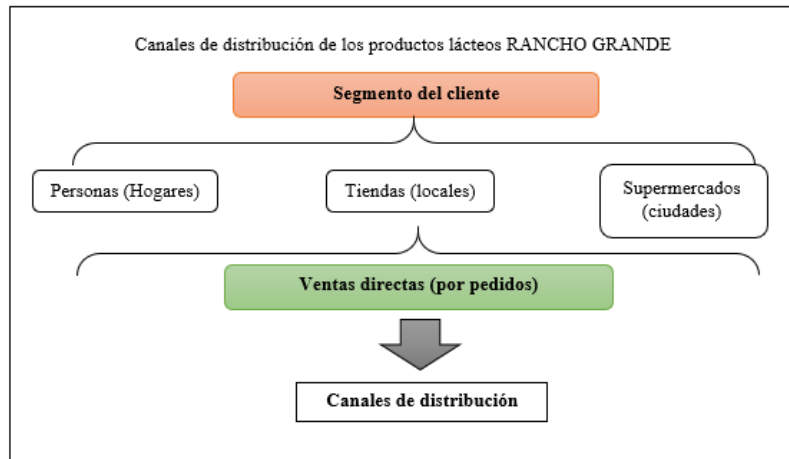 Canales de distribución de los productos lácteos RANCHO GRANDE
Segmento del cliente
Personas (Hogares)
Tiendas (locales)
Supermercados
(ciudades)
Ventas directas (por pedidos)
Canales de distribución